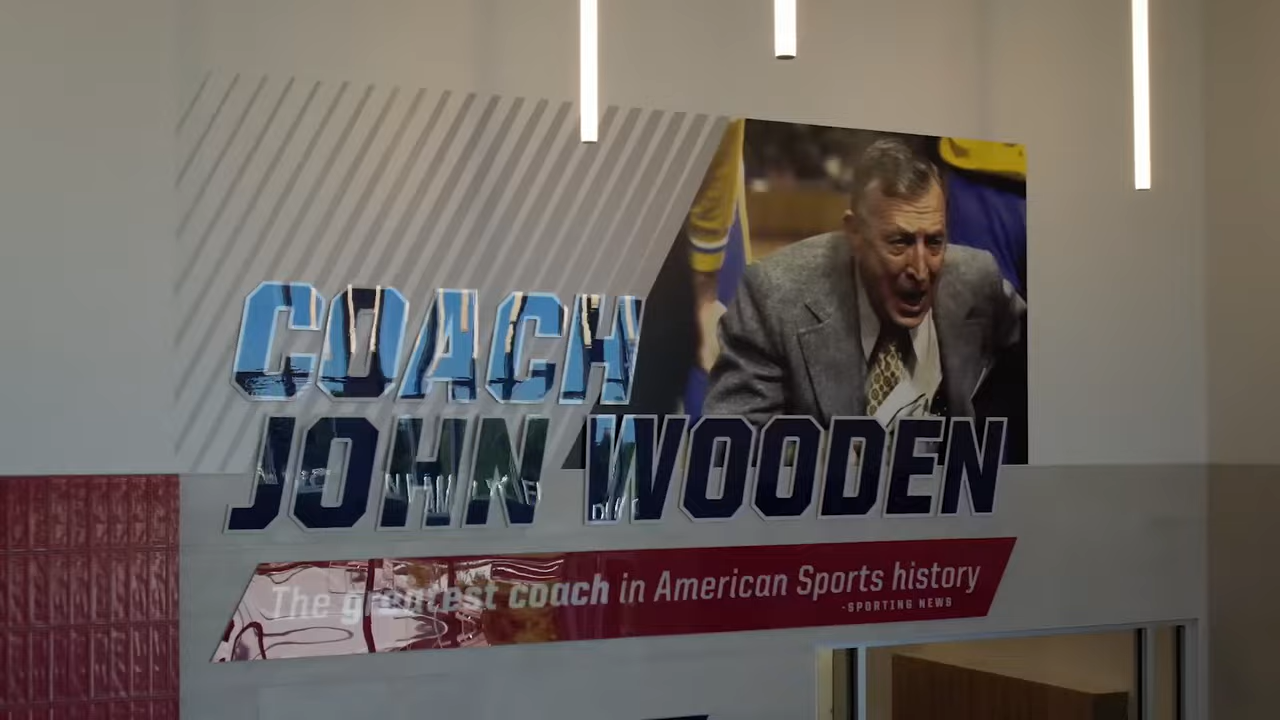 COACH
JOHN WOODEN
The greatest coach in American Sports history
-SPORTING NEWS